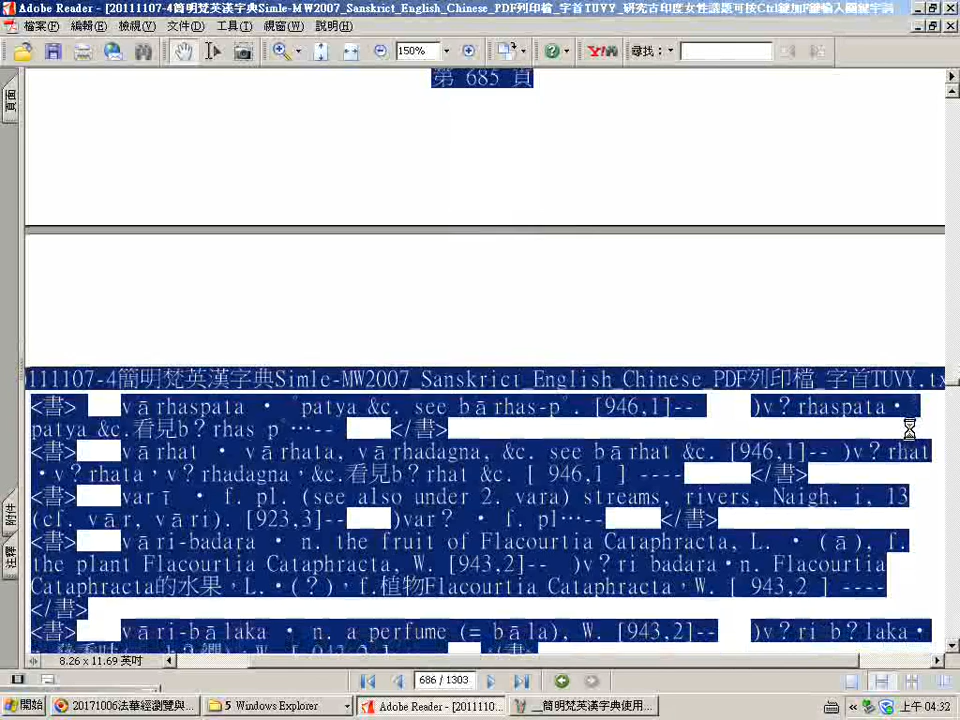 Adobe Reader - [20111107-4簡明梵英漢字典Simle-MW2007_Sanskrict_English_Chinese_PDF列印檔_字首TUVY_研究古印度女性議題可按Ctrl鍵加F鍵輸入關鍵字詞
檔案(F) 編輯(E) 檢視(V) 文件(D) 工具(T) 視窗(W) 說明(H)
150% 尋找:
頁面
第 685 頁
111107-4簡明梵英漢字典Simle-MW2007_Sanskrict_English_Chinese_PDF列印檔_字首TUVY.tx
<書> vārhaspata ‧ °patya &c. see bārhas-p°. [946,1]-- )v？rhaspata‧°
patya &c.看見b？rhas p°…-- </書>
<書> vārhat ‧ vārhata, vārhadagna, &c. see bārhat &c. [946,1]-- )v？rhat
‧v？rhata，v？rhadagna，&c.看見b？rhat &c. [ 946,1 ] ---- </書>
<書> varī ‧ f. pl. (see also under 2. vara) streams, rivers, Naigh. i, 13
(cf. vār, vāri). [923,3]-- )var？ ‧ f. pl…-- </書>
<書> vāri-badara ‧ n. the fruit of Flacourtia Cataphracta, L. ‧ (ā), f.
the plant Flacourtia Cataphracta, W. [943,2]-- )v？ri badara‧n. Flacourtia
Cataphracta的水果，L.‧(？)，f.植物Flacourtia Cataphracta，W. [ 943,2 ] ----
</書>
<書> vāri-bālaka ‧ n. a perfume (= bāla), W. [943,2]-- )v？ri b？laka‧
附件
注釋
8.26 x 11.69 英吋
686 / 1303
開始 20171006法華經瀏覽與... 5 Windows Explorer Adobe Reader - [2011110... __簡明梵英漢字典使用... 上午 04:32